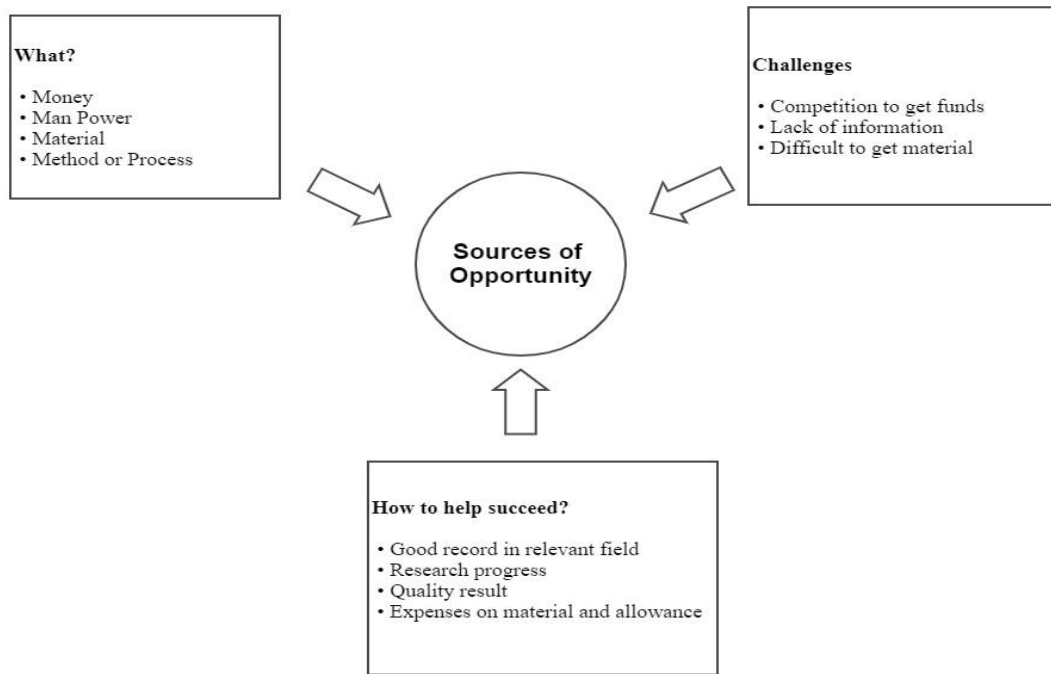 What?
• Money
• Man Power
• Material
• Method or Process
Challenges
• Competition to get funds
• Lack of information
• Difficult to get material
Sources of
Opportunity
How to help succeed?
• Good record in relevant field
• Research progress
• Quality result
• Expenses on material and allowance